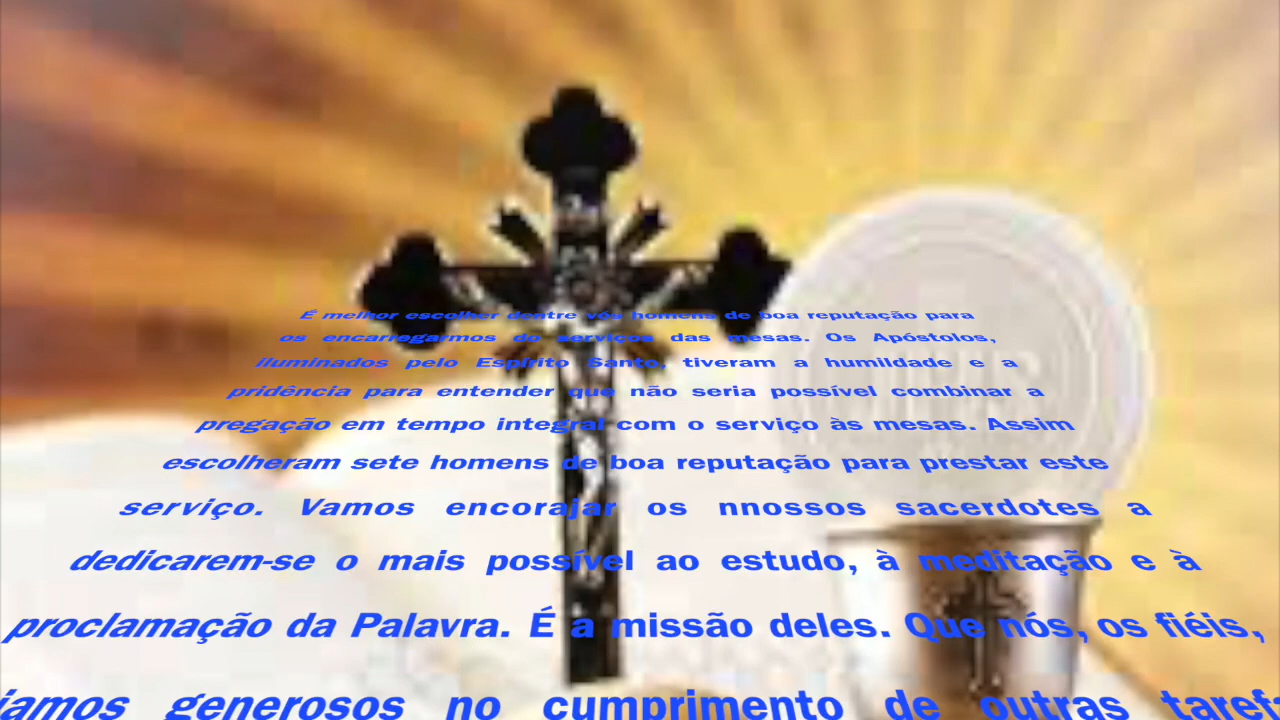 É melhor escolher dentre vós homens de boa reputação para
os encarregarmos do serviços das mesas. Os Apóstolos,
iluminados pelo Espírito Santo, tiveram a humildade e a
pridência para entender que não seria possível combinar a
pregação em tempo integral com o serviço às mesas. Assim
escolheram sete homens de boa reputação para prestar este
serviço. Vamos encorajar os nnossos sacerdotes a
dedicarem-se o mais possível ao estudo, à meditação e à
proclamação da Palavra. É a missão deles. Que nós, os fiéis,
generosos no cumprimento de outras